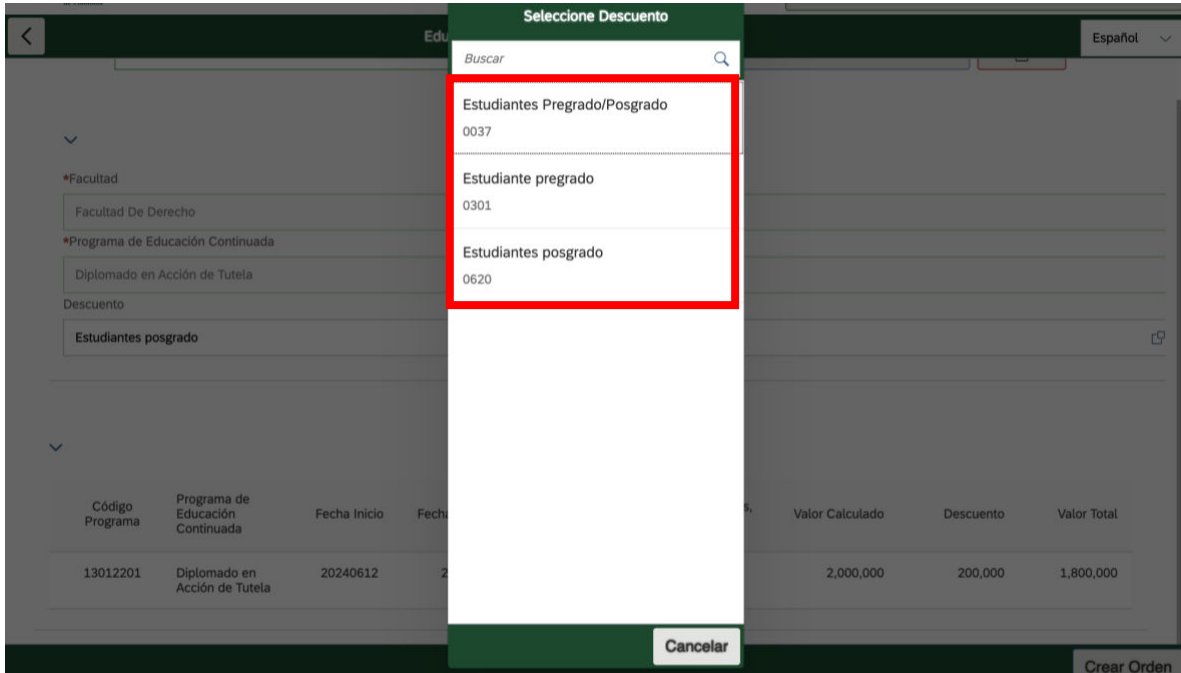 Seleccione Descuento
Edu
Español
Buscar
Estudiantes Pregrado/Posgrado
0037
Estudiante pregrado
0301
Estudiantes posgrado
0620
*Facultad
Facultad De Derecho
*Programa de Educación Continuada
Diplomado en Acción de Tutela
Descuento
Estudiantes posgrado
Código
Programa
Programa de
Educación
Continuada
Fecha Inicio
Fecha
s,
Valor Calculado
Descuento
Valor Total
13012201
Diplomado en
Acción de Tutela
20240612
2
2,000,000
200,000
1,800,000
Cancelar
Crear Orden